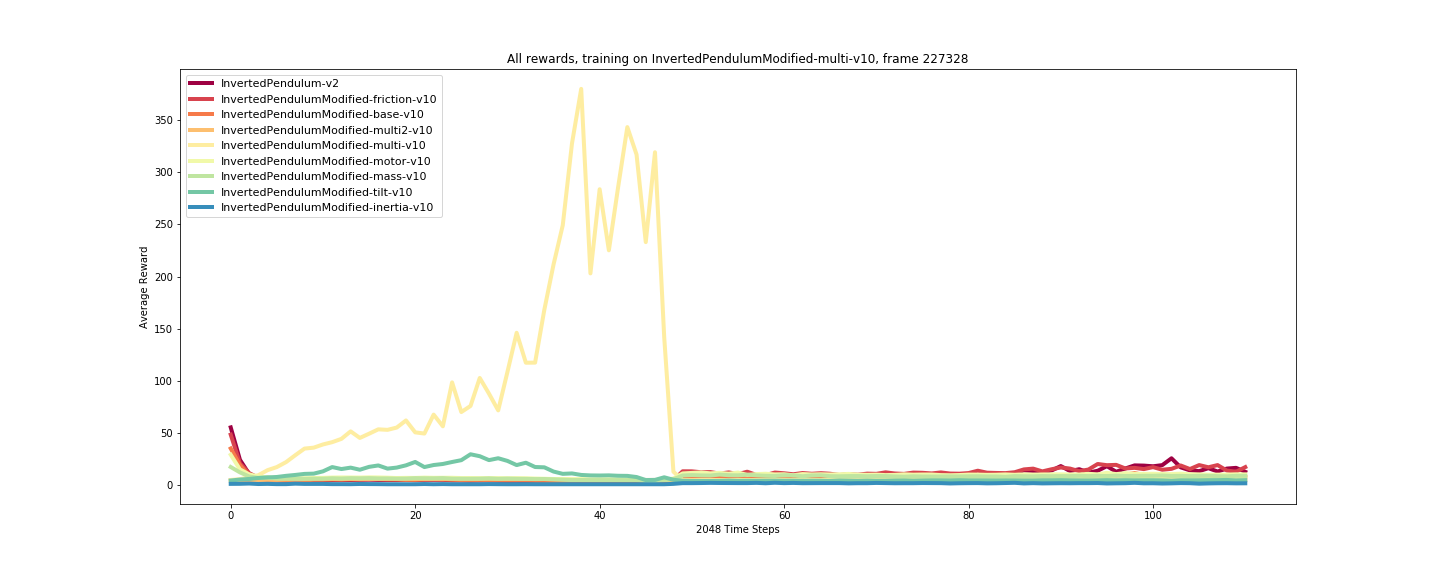 All rewards, training on InvertedPendulumModified-multi-v10, frame 227328
InvertedPendulum-v2
InvertedPendulumModified-friction-v10
InvertedPendulumModified-base-v10
InvertedPendulumModified-multi2-v10
InvertedPendulumModified-multi-v10
InvertedPendulumModified-motor-v10
InvertedPendulumModified-mass-v10
InvertedPendulumModified-tilt-v10
InvertedPendulumModified-inertia-v10
350
300
250
200
150
100
50
0
Average Reward
0 20 40 60 80 100
2048 Time Steps